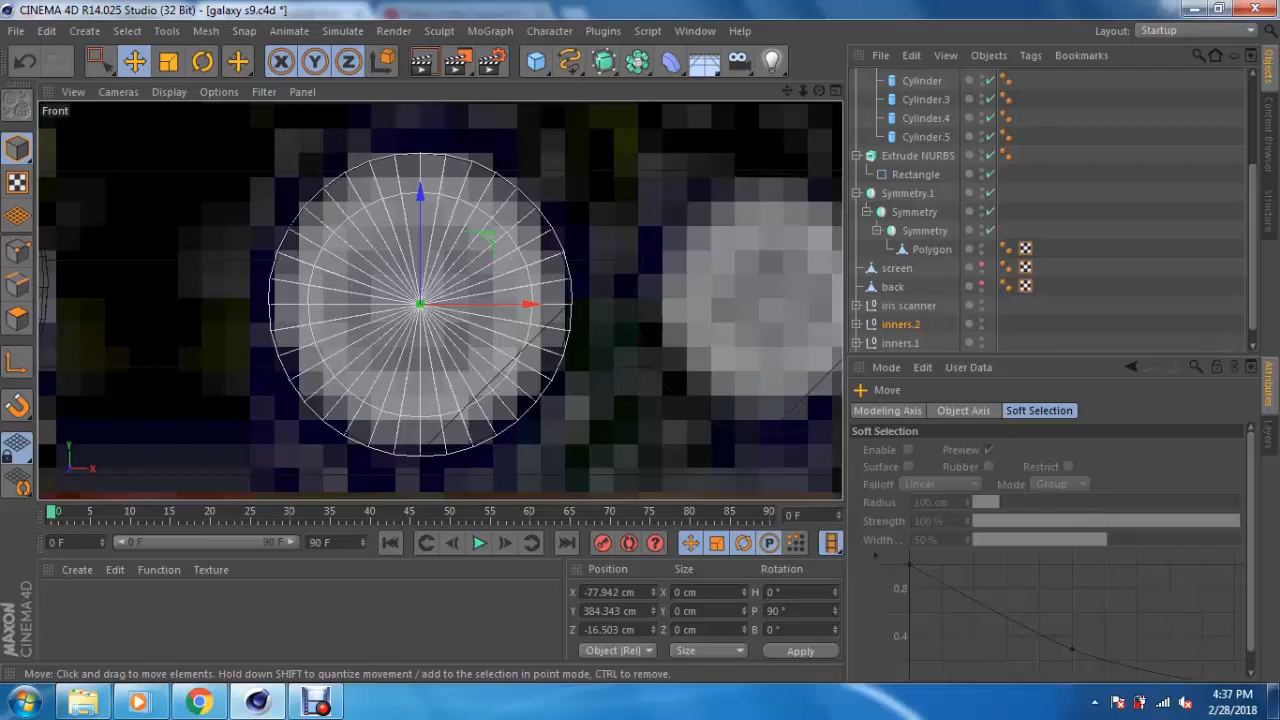 CINEMA 4D R14.025 Studio (32 Bit) - [galaxy s9.c4d *]
File Edit Create Select Tools Mesh Snap Animate Simulate Render Sculpt MoGraph Character Plugins Script Window Help Layout: Startup
X Y Z
File Edit View Objects Tags Bookmarks
View Cameras Display Options Filter Panel
Front
Cylinder
Cylinder.3
Cylinder.4
Cylinder.5
Extrude NURBS
Rectangle
Symmetry.1
Symmetry
Symmetry
Polygon
screen
back
iris scanner
inners.2
inners.1
Objects
Content Browser
Structure
Mode Edit User Data
Move
Modeling Axis Object Axis Soft Selection
Soft Selection
Enable Preview
Surface Rubber Restrict
Falloff Linear Mode Group
Radius 100 cm
Strength 100 %
Width . . 50 %
0.8
0.4
Attributes
Layers
Y
X
0 5 10 15 20 25 30 35 40 45 50 55 60 65 70 75 80 85 90 0 F
0 F 0 F 90 F 90 F
P
Create Edit Function Texture
Position Size Rotation
X -77.942 cm X 0 cm H 0 °
Y 384.343 cm Y 0 cm P 90 °
Z -16.503 cm Z 0 cm B 0 °
Object (Rel) Size Apply
MAXON
CINEMA 4D
Move: Click and drag to move elements. Hold down SHIFT to quantize movement / add to the selection in point mode, CTRL to remove.
4:37 PM
2/28/2018